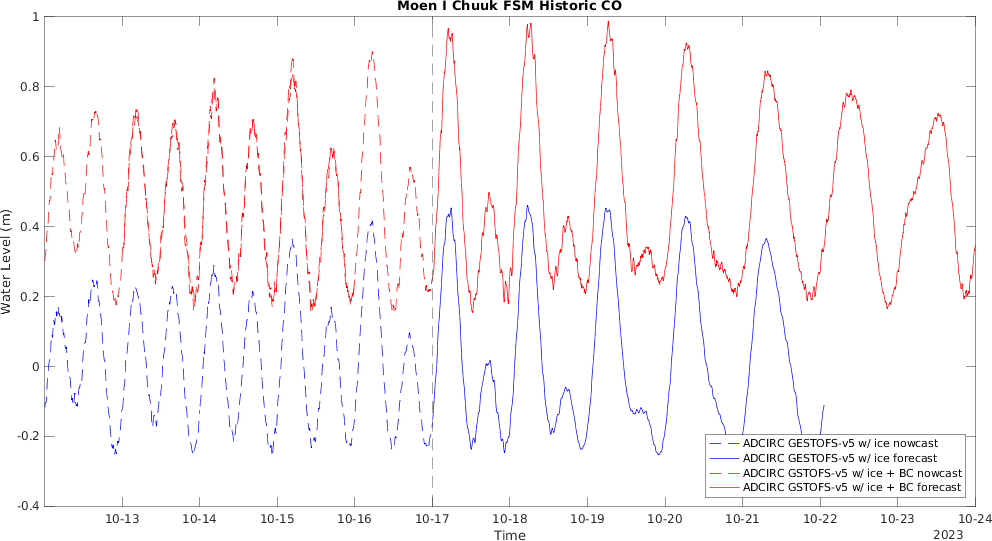 Moen I Chuuk FSM Historic CO
Water Level (m)
1
0.8
0.6
0.4
0.2
0
-0.2
-0.4
ADCIRC GESTOFS-v5 w/ ice nowcast
ADCIRC GESTOFS-v5 w/ ice forecast
ADCIRC GSTOFS-v5 w/ ice + BC nowcast
ADCIRC GSTOFS-v5 w/ ice + BC forecast
10-13 10-14 10-15 10-16 10-17 10-18 10-19 10-20 10-21 10-22 10-23 10-24
Time
2023